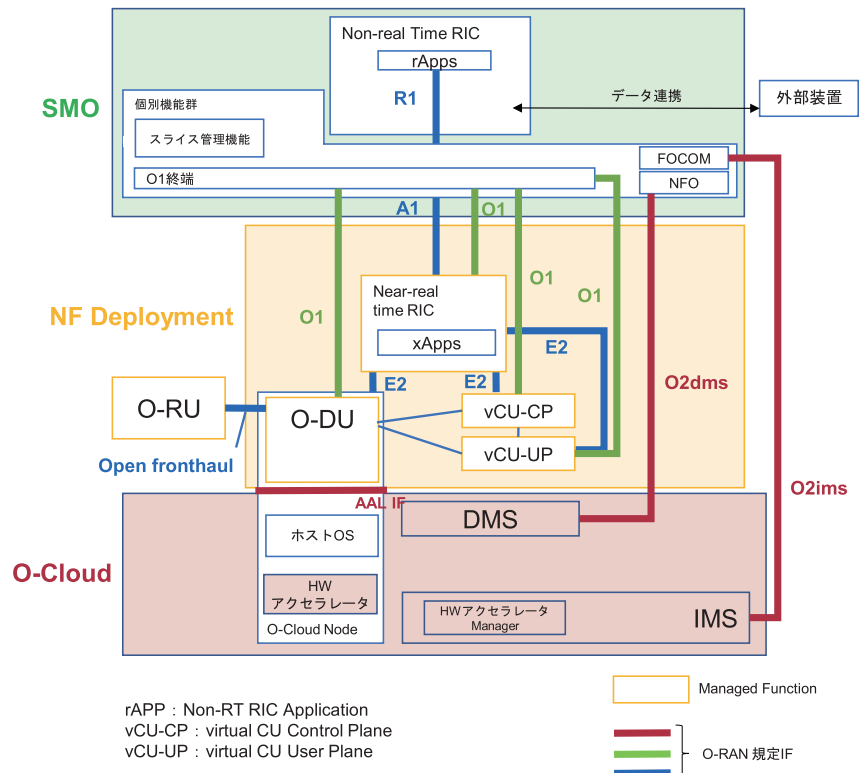 Non-real Time RIC
rApps
SMO
R1
データ連携
外部装置
個別機能群
スライス管理機能
FOCOM
O1終端
NFO
A1
O1
O1
O1
O1
NF Deployment
Near-real
time RIC
xApps
E2
E2
E2
O2dms
O-RU
O-DU
vCU-CP
vCU-UP
Open fronthaul
O2ims
AAL IF
DMS
ホストOS
O-Cloud
HW
アクセラレータ
O-Cloud Node
HWアクセラレータ
Manager
IMS
Managed Function
rAPP：Non-RT RIC Application
vCU-CP：virtual CU Control Plane
vCU-UP：virtual CU User Plane
O-RAN 規定IF